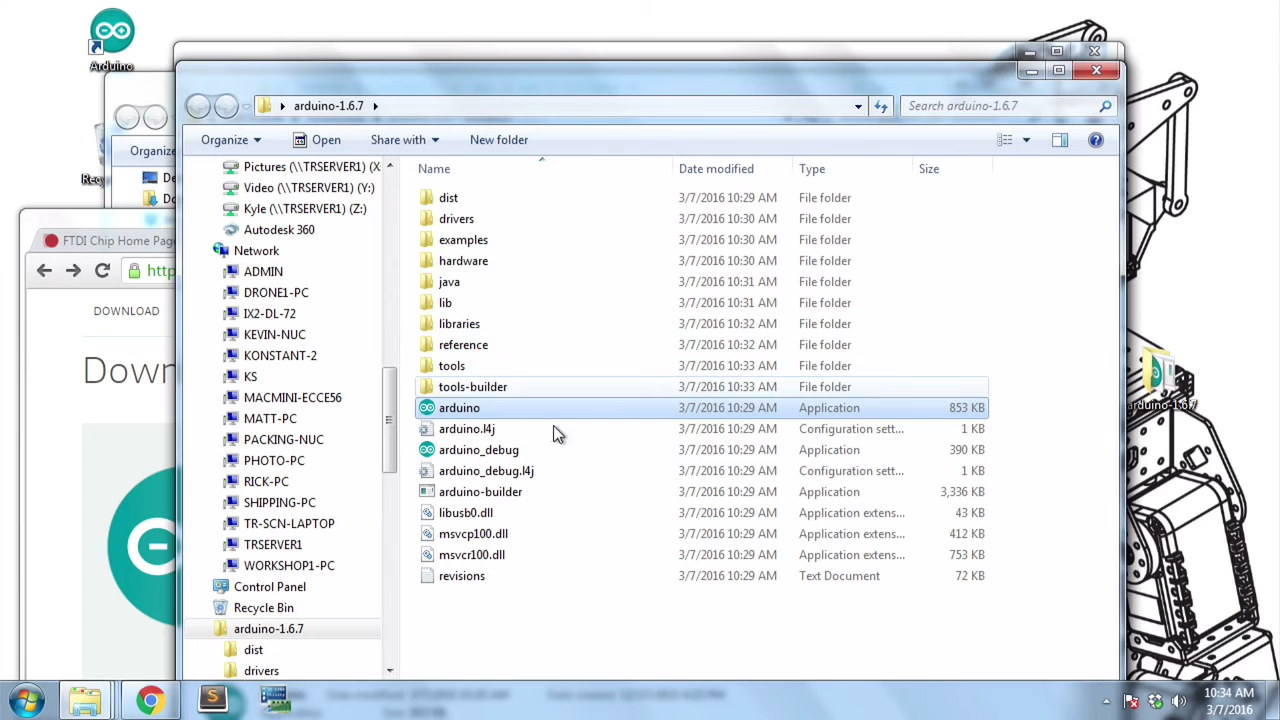 Arduino
arduino-1.6.7
Search arduino-1.6.7
Organize
Open
Share with
New folder
Organize
Name
Date modified
Type
Size
Pictures (\\TRSERVER1) (X
Video (\\TRSERVER1) (Y:)
Kyle (\\TRSERVER1) (Z:)
Autodesk 360
Network
ADMIN
DRONE1-PC
IX2-DL-72
KEVIN-NUC
KONSTANT-2
KS
MACMINI-ECCE56
MATT-PC
PACKING-NUC
PHOTO-PC
RICK-PC
SHIPPING-PC
TR-SCN-LAPTOP
TRSERVER1
WORKSHOP1-PC
Control Panel
Recycle Bin
arduino-1.6.7
dist
drivers
dist 3/7/2016 10:29 AM File folder
drivers 3/7/2016 10:30 AM File folder
examples 3/7/2016 10:30 AM File folder
hardware 3/7/2016 10:30 AM File folder
java 3/7/2016 10:31 AM File folder
lib 3/7/2016 10:31 AM File folder
libraries 3/7/2016 10:32 AM File folder
reference 3/7/2016 10:32 AM File folder
tools 3/7/2016 10:33 AM File folder
tools-builder 3/7/2016 10:33 AM File folder
arduino 3/7/2016 10:29 AM Application 853 KB
arduino.l4j 3/7/2016 10:29 AM Configuration sett... 1 KB
arduino_debug 3/7/2016 10:29 AM Application 390 KB
arduino_debug.l4j 3/7/2016 10:29 AM Configuration sett... 1 KB
arduino-builder 3/7/2016 10:29 AM Application 3,336 KB
libusb0.dll 3/7/2016 10:29 AM Application extens... 43 KB
msvcp100.dll 3/7/2016 10:29 AM Application extens... 412 KB
msvcr100.dll 3/7/2016 10:29 AM Application extens... 753 KB
revisions 3/7/2016 10:29 AM Text Document 72 KB
De
Do
Recy
FTDI Chip Home Page
http
DOWNLOAD
Down
arduino-1.6.7
10:34 AM
3/7/2016